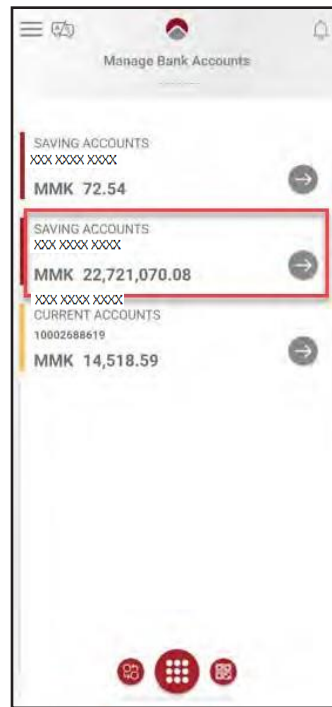 Manage Bank Accounts
SAVING ACCOUNTS
XXX XXXX XXXX
MMK 72.54
SAVING ACCOUNTS
XXX XXXX XXXX
MMK 22,721,070.08
XXX XXXX XXXX
CURRENT ACCOUNTS
10002688619
MMK 14,518.59